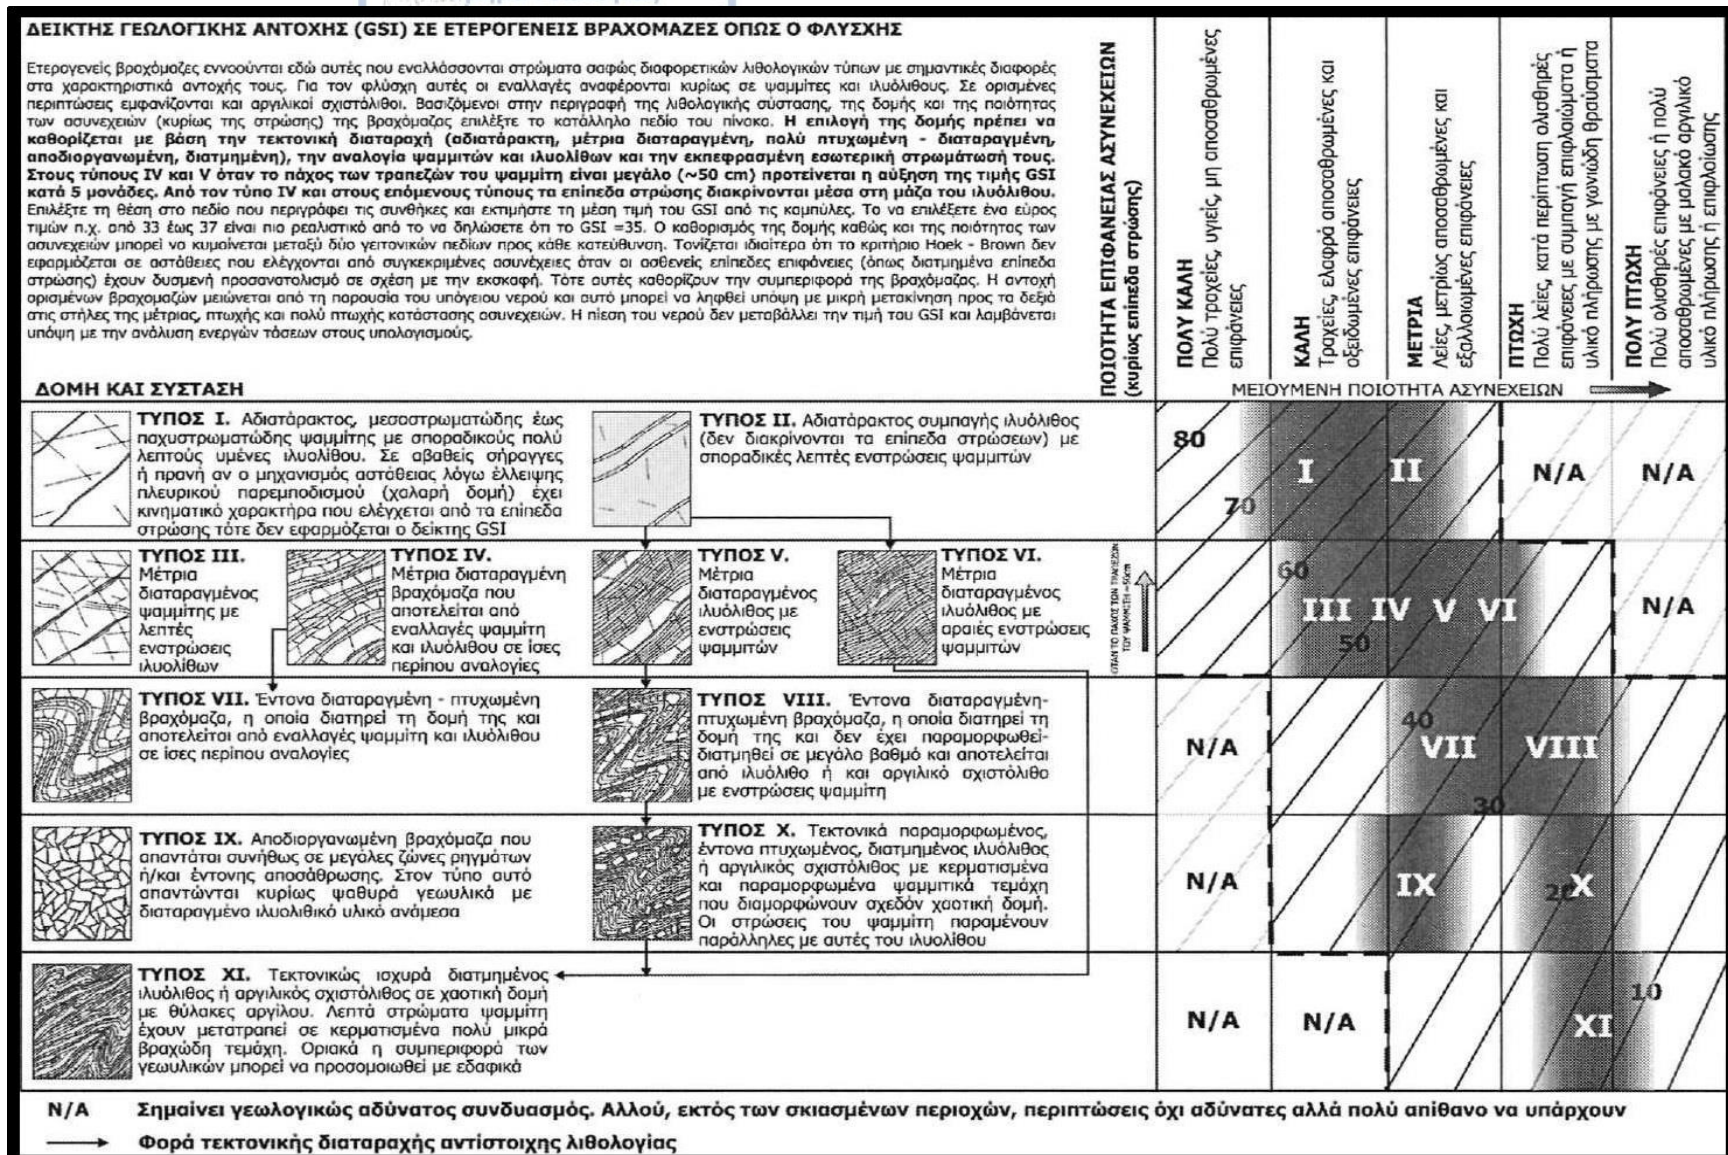 ΔΕΙΚΤΗΣ ΓΕΩΛΟΓΙΚΗΣ ΑΝΤΟΧΗΣ (GSI) ΣΕ ΕΤΕΡΟΓΕΝΕΙΣ ΒΡΑΧΟΜΑΖΕΣ ΟΠΩΣ Ο ΦΛΥΣΧΗΣ
Ετερογενείς βραχόμαζες εννοούνται εδώ αυτές που εναλλάσσονται στρώματα σαφώς διαφορετικών λιθολογικών τύπων με σημαντικές διαφορές
στα χαρακτηριστικά αντοχής τους. Για τον φλύσχη αυτές οι εναλλαγές αναφέρονται κυρίως σε ψαμμίτες και ιλυόλιθους. Σε ορισμένες
περιπτώσεις εμφανίζονται και αργιλικοί σχιστόλιθοι. Βασιζόμενοι στην περιγραφή της λιθολογικής σύστασης, της δομής και της ποιότητας
των ασυνεχειών (κυρίως της στρώσης) της βραχόμαζας επιλέξτε το κατάλληλο πεδίο του πίνακα. Η επιλογή της δομής πρέπει να
καθορίζεται με βάση την τεκτονική διαταραχή (αδιατάρακτη, μέτρια διαταραγμένη, πολύ πτυχωμένη - διαταραγμένη,
αποδιοργανωμένη, διατμημένη), την αναλογία ψαμμιτών και ιλυολίθων και την εκπεφρασμένη εσωτερική στρωμάτωσή τους.
Στους τύπους IV και V όταν το πάχος των τραπεζών του ψαμμίτη είναι μεγάλο (~50 cm) προτείνεται η αύξηση της τιμής GSI
κατά 5 μονάδες. Από τον τύπο IV και στους επόμενους τύπους τα επίπεδα στρώσης διακρίνονται μέσα στη μάζα του ιλυόλιθου.
Επιλέξτε τη θέση στο πεδίο που περιγράφει τις συνθήκες και εκτιμήστε τη μέση τιμή του GSI από τις καμπύλες. Το να επιλέξετε ένα εύρος
τιμών π.χ. από 33 έως 37 είναι πιο ρεαλιστικό από το να δηλώσετε ότι το GSI =35. Ο καθορισμός της δομής καθώς και της ποιότητας των
ασυνεχειών μπορεί να κυμαίνεται μεταξύ δύο γειτονικών πεδίων προς κάθε κατεύθυνση. Τονίζεται ιδιαίτερα ότι το κριτήριο Hoek - Brown δεν
εφαρμόζεται σε αστάθειες που ελέγχονται από συγκεκριμένες ασυνέχειες όταν οι ασθενείς επίπεδες επιφάνειες (όπως διατμημένα επίπεδα
στρώσης) έχουν δυσμενή προσανατολισμό σε σχέση με την εκσκαφή. Τότε αυτές καθορίζουν την συμπεριφορά της βραχόμαζας. Η αντοχή
ορισμένων βραχομαζών μειώνεται από τη παρουσία του υπόγειου νερού και αυτό μπορεί να ληφθεί υπόψη με μικρή μετακίνηση προς τα δεξιά
στις στήλες της μέτριας, πτωχής και πολύ πτωχής κατάστασης ασυνεχειών. Η πίεση του νερού δεν μεταβάλλει την τιμή του GSI και λαμβάνεται
υπόψη με την ανάλυση ενεργών τάσεων στους υπολογισμούς.
ΔΟΜΗ ΚΑΙ ΣΥΣΤΑΣΗ
ΠΟΙΟΤΗΤΑ ΕΠΙΦΑΝΕΙΑΣ ΑΣΥΝΕΧΕΙΩΝ
(κυρίως επίπεδα στρώσης)
ΠΟΛΥ ΚΑΛΗ
Πολύ τραχείες, υγιείς, μη αποσαθρωμένες
επιφάνειες
ΚΑΛΗ
Τραχείες, ελαφρά αποσαθρωμένες και
οξειδωμένες επιφάνειες
ΜΕΤΡΙΑ
Λείες, μετρίως αποσαθρωμένες και
εξαλλοιωμένες επιφάνειες
ΠΤΩΧΗ
Πολύ λείες, κατά περίπτωση ολισθηρές
επιφάνειες με συμπαγή επιφλοιώματα ή
υλικό πλήρωσης με γωνιώδη θραύσματα
ΠΟΛΥ ΠΤΩΧΗ
Πολύ ολισθηρές επιφάνειες ή πολύ
αποσαθρωμένες με μαλακό αργιλικό
υλικό πλήρωσης ή επιφλοίωσης
ΜΕΙΟΥΜΕΝΗ ΠΟΙΟΤΗΤΑ ΑΣΥΝΕΧΕΙΩΝ
ΤΥΠΟΣ I. Αδιατάρακτος, μεσοστρωματώδης έως
παχυστρωματώδης ψαμμίτης με σποραδικούς πολύ
λεπτούς υμένες ιλυολίθου. Σε αβαθείς σήραγγες
ή πρανή αν ο μηχανισμός αστάθειας λόγω έλλειψης
πλευρικού παρεμποδισμού (χαλαρή δομή) έχει
κινηματικό χαρακτήρα που ελέγχεται από τα επίπεδα
στρώσης τότε δεν εφαρμόζεται ο δείκτης GSI
ΤΥΠΟΣ II. Αδιατάρακτος συμπαγής ιλυόλιθος
(δεν διακρίνονται τα επίπεδα στρώσεων) με
σποραδικές λεπτές ενστρώσεις ψαμμιτών
80
70
I
II
N/A
N/A
ΤΥΠΟΣ III.
Μέτρια
διαταραγμένος
ψαμμίτης με
λεπτές
ενστρώσεις
ιλυολίθων
ΤΥΠΟΣ IV.
Μέτρια διαταραγμένη
βραχόμαζα που
αποτελείται από
εναλλαγές ψαμμίτη
και ιλυόλιθου σε ίσες
περίπου αναλογίες
ΤΥΠΟΣ V.
Μέτρια
διαταραγμένος
ιλυόλιθος με
ενστρώσεις
ψαμμιτών
ΤΥΠΟΣ VI.
Μέτρια
διαταραγμένος
ιλυόλιθος με
αραιές ενστρώσεις
ψαμμιτών
ΟΤΑΝ ΤΟ ΠΑΧΟΣ ΤΩΝ ΤΡΑΠΕΖΩΝ
ΤΟΥ ΨΑΜΜΙΤΗ ~50cm
60
III IV V VI
50
N/A
ΤΥΠΟΣ VII. Έντονα διαταραγμένη - πτυχωμένη
βραχόμαζα, η οποία διατηρεί τη δομή της και
αποτελείται από εναλλαγές ψαμμίτη και ιλυόλιθου
σε ίσες περίπου αναλογίες
ΤΥΠΟΣ VIII. Έντονα διαταραγμένη-
πτυχωμένη βραχόμαζα, η οποία διατηρεί τη
δομή της και δεν έχει παραμορφωθεί-
διατμηθεί σε μεγάλο βαθμό και αποτελείται
από ιλυόλιθο ή και αργιλικό σχιστόλιθο
με ενστρώσεις ψαμμίτη
N/A
40
VII
VIII
30
ΤΥΠΟΣ IX. Αποδιοργανωμένη βραχόμαζα που
απαντάται συνήθως σε μεγάλες ζώνες ρηγμάτων
ή/και έντονης αποσάθρωσης. Στον τύπο αυτό
απαντώνται κυρίως ψαθυρά γεωυλικά με
διαταραγμένο ιλυολιθικό υλικό ανάμεσα
ΤΥΠΟΣ X. Τεκτονικά παραμορφωμένος,
έντονα πτυχωμένος, διατμημένος ιλυόλιθος
ή αργιλικός σχιστόλιθος με κερματισμένα
και παραμορφωμένα ψαμμιτικά τεμάχη
που διαμορφώνουν σχεδόν χαοτική δομή.
Οι στρώσεις του ψαμμίτη παραμένουν
παράλληλες με αυτές του ιλυολίθου
N/A
IX
20
X
ΤΥΠΟΣ XI. Τεκτονικώς ισχυρά διατμημένος
ιλυόλιθος ή αργιλικός σχιστόλιθος σε χαοτική δομή
με θύλακες αργίλου. Λεπτά στρώματα ψαμμίτη
έχουν μετατραπεί σε κερματισμένα πολύ μικρά
βραχώδη τεμάχη. Οριακά η συμπεριφορά των
γεωυλικών μπορεί να προσομοιωθεί με εδαφικά
N/A
N/A
10
XI
N/A Σημαίνει γεωλογικώς αδύνατος συνδυασμός. Αλλού, εκτός των σκιασμένων περιοχών, περιπτώσεις όχι αδύνατες αλλά πολύ απίθανο να υπάρχουν
Φορά τεκτονικής διαταραχής αντίστοιχης λιθολογίας